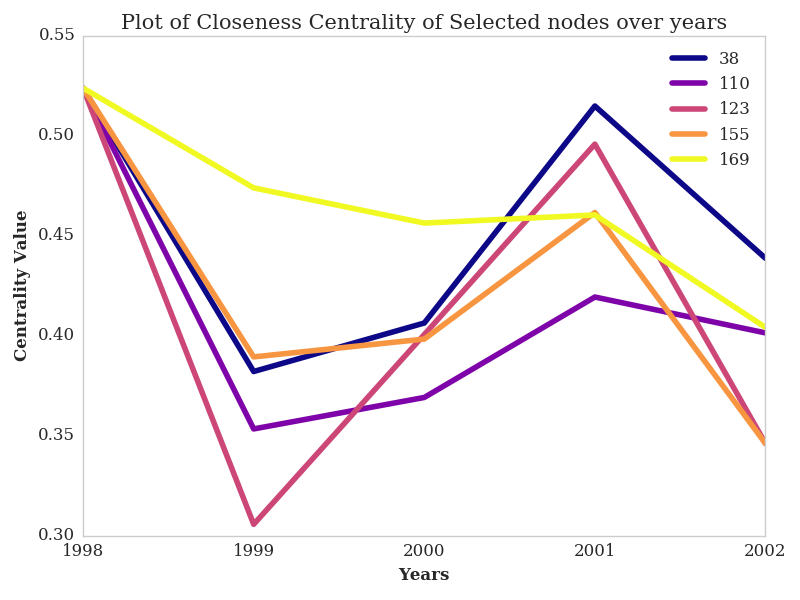 Plot of Closeness Centrality of Selected nodes over years
0.55
0.50
0.45
0.40
0.35
0.30
Centrality Value
38
110
123
155
169
1998 1999 2000 2001 2002
Years